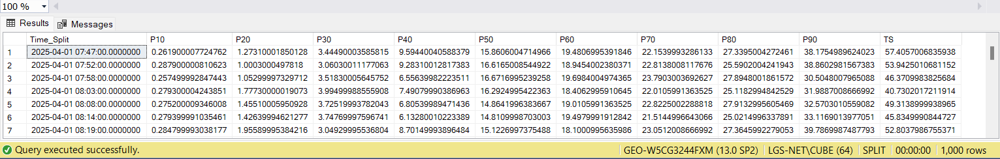 100 %
Results Messages
Time_Split P10 P20 P30 P40 P50 P60 P70 P80 P90 TS
1 2025-04-01 07:47:00.0000000 0.261900007724762 1.27310001850128 3.44490003585815 9.59440040588379 15.8606004714966 19.4806995391846 22.1539993286133 27.3395004272461 38.1754989624023 57.4057006835938
2 2025-04-01 07:52:00.0000000 0.287900000810623 1.0003000497818 3.06030011177063 9.28310012817383 16.6165008544922 18.9454002380371 22.8138008117676 25.5902004241943 38.8602981567383 53.9425010681152
3 2025-04-01 07:58:00.0000000 0.257499992847443 1.05299997329712 3.51830005645752 6.55639982223511 16.6716995239258 19.6984004974365 23.7903003692627 27.8948001861572 30.5048007965088 46.3709983825684
4 2025-04-01 08:03:00.0000000 0.279300004243851 1.77730000019073 3.99499988555908 7.49079990386963 16.2924995422363 18.4062995910645 22.0105991363525 25.1182994842529 31.9887008666992 40.7302017211914
5 2025-04-01 08:08:00.0000000 0.275200009346008 1.45510005950928 3.72519993782043 6.80539989471436 14.8641996383667 19.0105991363525 22.8225002288818 27.9132995605469 32.5703010559082 49.3138999938965
6 2025-04-01 08:14:00.0000000 0.279399991035461 1.42639994621277 3.74769997596741 6.13280010223389 14.8109998703003 19.4979991912842 21.5144996643066 25.0214996337891 33.1169013977051 45.8349990844727
7 2025-04-01 08:19:00.0000000 0.284799993038177 1.95589995384216 3.04929995536804 8.70149993896484 15.1226997375488 18.1000995635986 23.0512008666992 27.3645992279053 39.7869987487793 52.8037986755371
Query executed successfully. GEO-W5CG3244FXM (13.0 SP2) LGS-NET\CUBE (64) SPLIT 00:00:00 1,000 rows